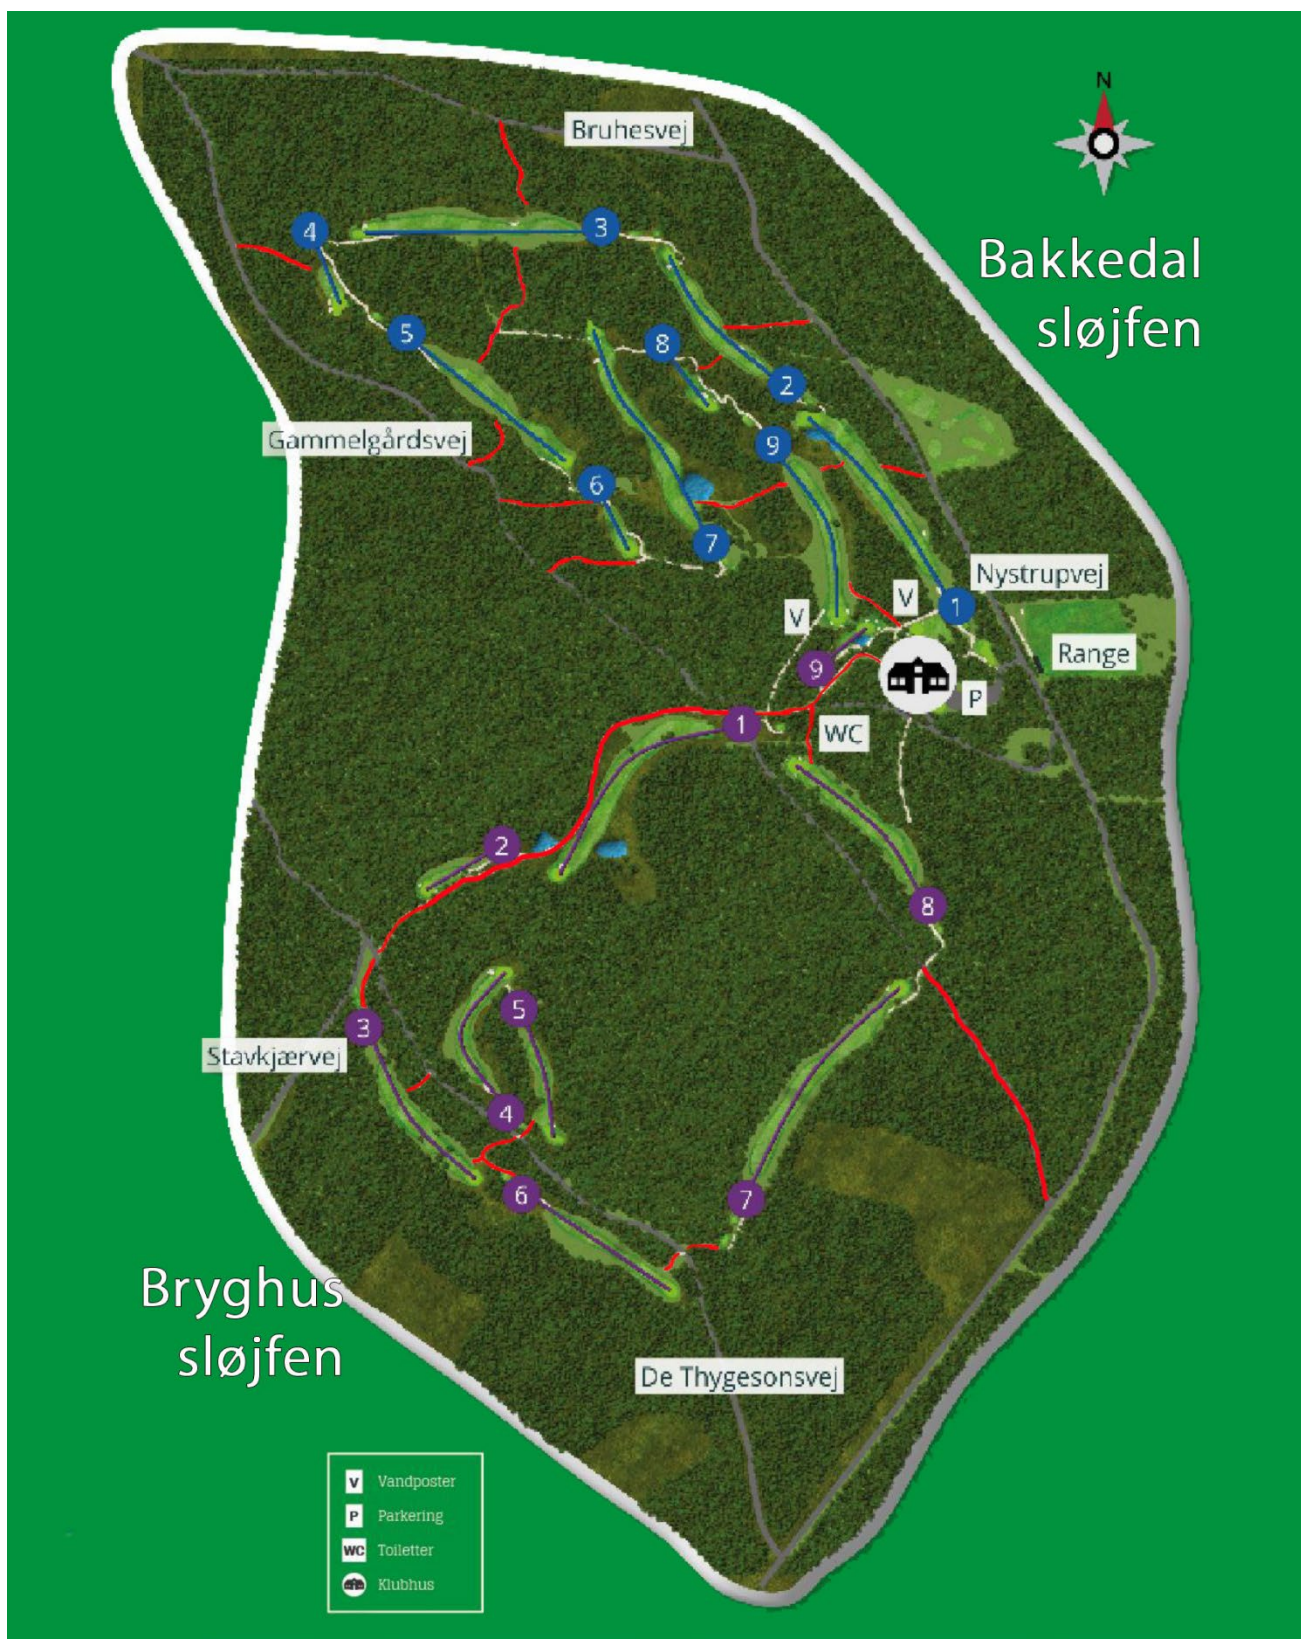 N
Bruhesvej
Bakkedal
sløjfen
3
4
5
8
2
Gammelgårdsvej
9
6
7
Nystrupvej
V
V
1
Range
9
P
1
WC
2
8
5
3
Stavkjærvej
4
6
7
Bryghus
sløjfen
De Thygesonsvej
V Vandposter
P Parkering
WC Toiletter
Klubhus